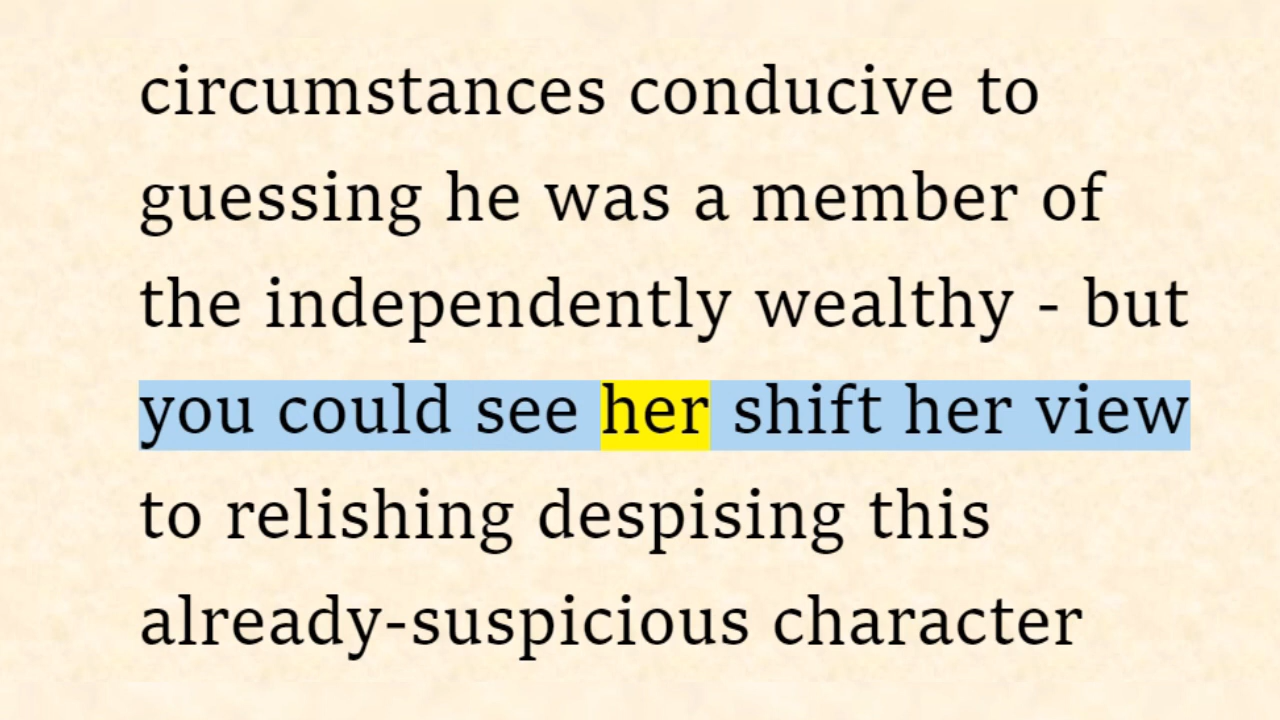 circumstances conducive to
guessing he was a member of
the independently wealthy - but
you could see her shift her view
to relishing despising this
already-suspicious character